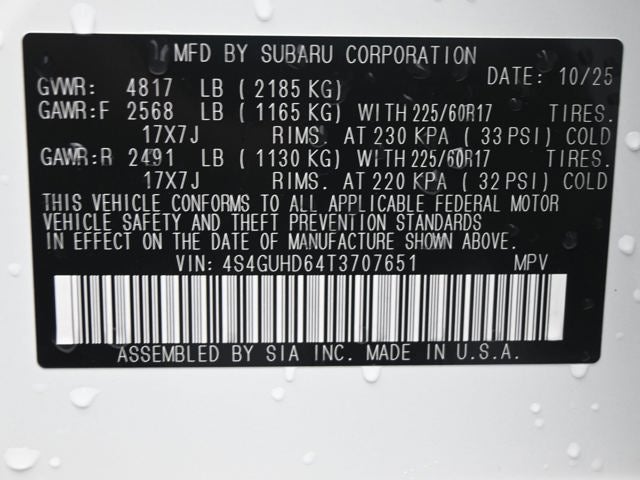 MFD BY SUBARU CORPORATION
DATE: 10/25
GVWR: 4817 LB ( 2185 KG)
GAWR:F 2568 LB ( 1165 KG) WITH 225/60R17 TIRES.
17X7J RIMS. AT 230 KPA ( 33 PSI) COLD
GAWR:R 2491 LB ( 1130 KG) WITH 225/60R17 TIRES.
17X7J RIMS. AT 220 KPA ( 32 PSI) COLD
THIS VEHICLE CONFORMS TO ALL APPLICABLE FEDERAL MOTOR
VEHICLE SAFETY AND THEFT PREVENTION STANDARDS
IN EFFECT ON THE DATE OF MANUFACTURE SHOWN ABOVE.
VIN: 4S4GUHD64T3707651 MPV
ASSEMBLED BY SIA INC. MADE IN U.S.A.